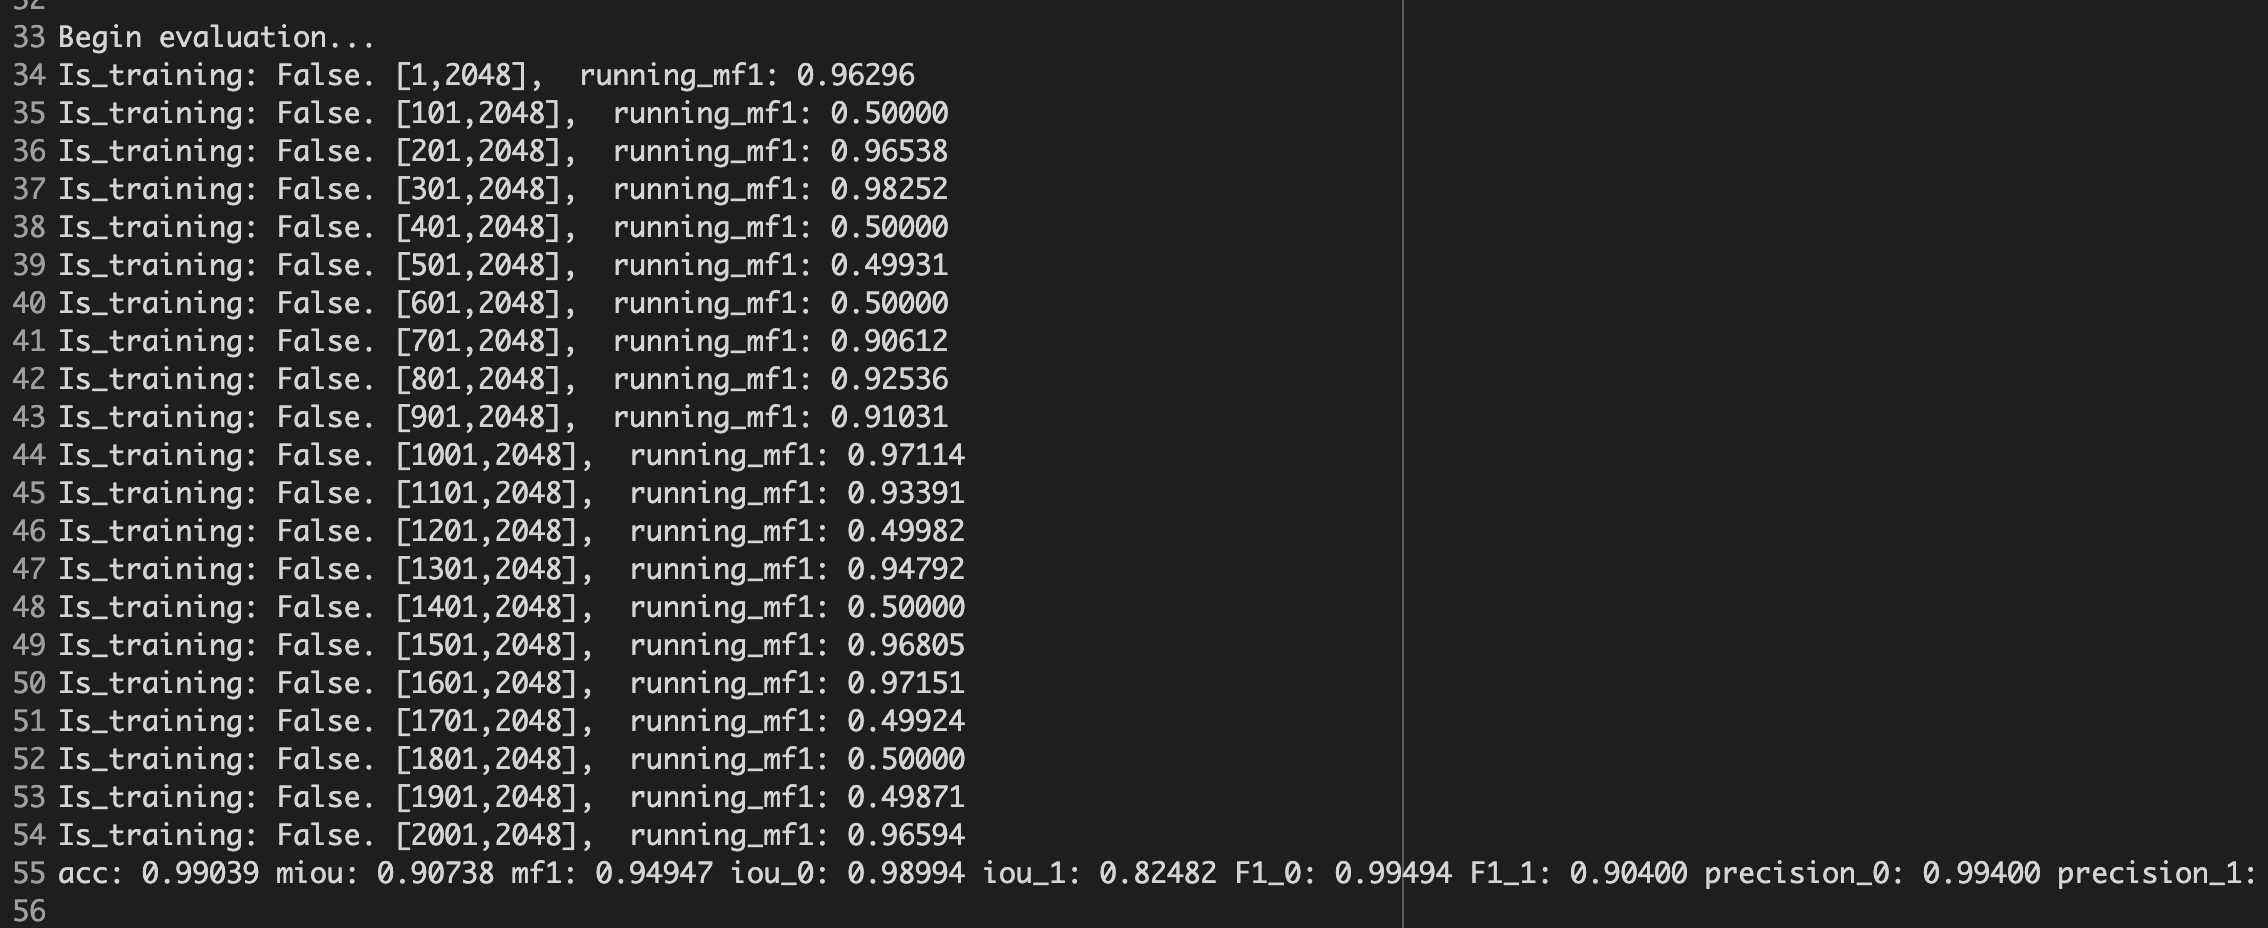 33 Begin evaluation...
34 Is_training: False. [1,2048],  running_mf1: 0.96296
35 Is_training: False. [101,2048],  running_mf1: 0.50000
36 Is_training: False. [201,2048],  running_mf1: 0.96538
37 Is_training: False. [301,2048],  running_mf1: 0.98252
38 Is_training: False. [401,2048],  running_mf1: 0.50000
39 Is_training: False. [501,2048],  running_mf1: 0.49931
40 Is_training: False. [601,2048],  running_mf1: 0.50000
41 Is_training: False. [701,2048],  running_mf1: 0.90612
42 Is_training: False. [801,2048],  running_mf1: 0.92536
43 Is_training: False. [901,2048],  running_mf1: 0.91031
44 Is_training: False. [1001,2048],  running_mf1: 0.97114
45 Is_training: False. [1101,2048],  running_mf1: 0.93391
46 Is_training: False. [1201,2048],  running_mf1: 0.49982
47 Is_training: False. [1301,2048],  running_mf1: 0.94792
48 Is_training: False. [1401,2048],  running_mf1: 0.50000
49 Is_training: False. [1501,2048],  running_mf1: 0.96805
50 Is_training: False. [1601,2048],  running_mf1: 0.97151
51 Is_training: False. [1701,2048],  running_mf1: 0.49924
52 Is_training: False. [1801,2048],  running_mf1: 0.50000
53 Is_training: False. [1901,2048],  running_mf1: 0.49871
54 Is_training: False. [2001,2048],  running_mf1: 0.96594
55 acc: 0.99039 miou: 0.90738 mf1: 0.94947 iou_0: 0.98994 iou_1: 0.82482 F1_0: 0.99494 F1_1: 0.90400 precision_0: 0.99400 precision_1:
56